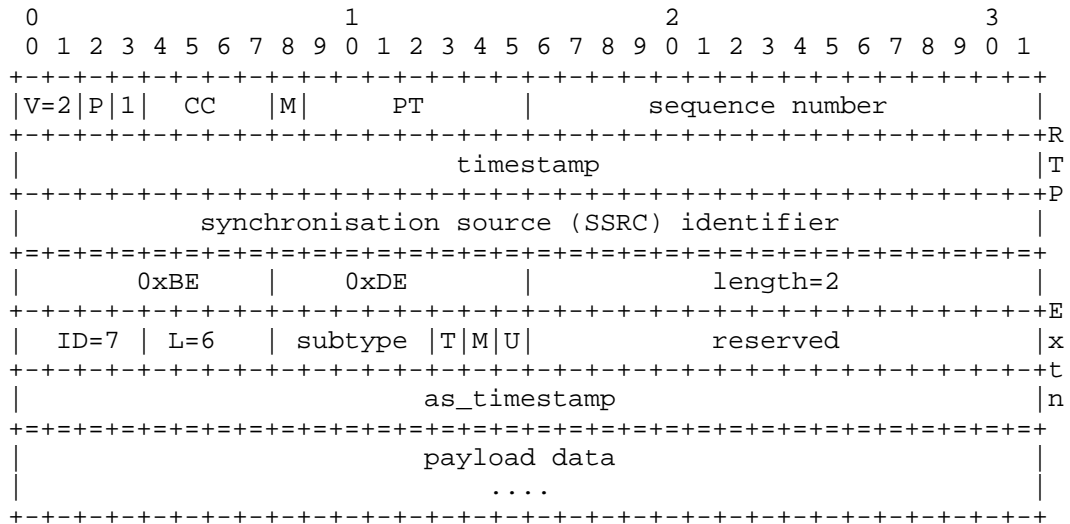 0                   1                   2                   3
 0 1 2 3 4 5 6 7 8 9 0 1 2 3 4 5 6 7 8 9 0 1 2 3 4 5 6 7 8 9 0 1
+-+-+-+-+-+-+-+-+-+-+-+-+-+-+-+-+-+-+-+-+-+-+-+-+-+-+-+-+-+-+-+-+
|V=2|P|1|  CC   |M|     PT      |       sequence number         |
+-+-+-+-+-+-+-+-+-+-+-+-+-+-+-+-+-+-+-+-+-+-+-+-+-+-+-+-+-+-+-+-+R
|                           timestamp                           |T
+-+-+-+-+-+-+-+-+-+-+-+-+-+-+-+-+-+-+-+-+-+-+-+-+-+-+-+-+-+-+-+-+P
|           synchronisation source (SSRC) identifier            |
+=+=+=+=+=+=+=+=+=+=+=+=+=+=+=+=+=+=+=+=+=+=+=+=+=+=+=+=+=+=+=+=+
|       0xBE    |    0xDE       |           length=2            |
+-+-+-+-+-+-+-+-+-+-+-+-+-+-+-+-+-+-+-+-+-+-+-+-+-+-+-+-+-+-+-+-+E
|  ID=7 | L=6   | subtype |T|M|U|           reserved            |x
+-+-+-+-+-+-+-+-+-+-+-+-+-+-+-+-+-+-+-+-+-+-+-+-+-+-+-+-+-+-+-+-+t
|                         as_timestamp                          |n
+=+=+=+=+=+=+=+=+=+=+=+=+=+=+=+=+=+=+=+=+=+=+=+=+=+=+=+=+=+=+=+=+
|                         payload data                          |
|                             ....                              |
+-+-+-+-+-+-+-+-+-+-+-+-+-+-+-+-+-+-+-+-+-+-+-+-+-+-+-+-+-+-+-+-+